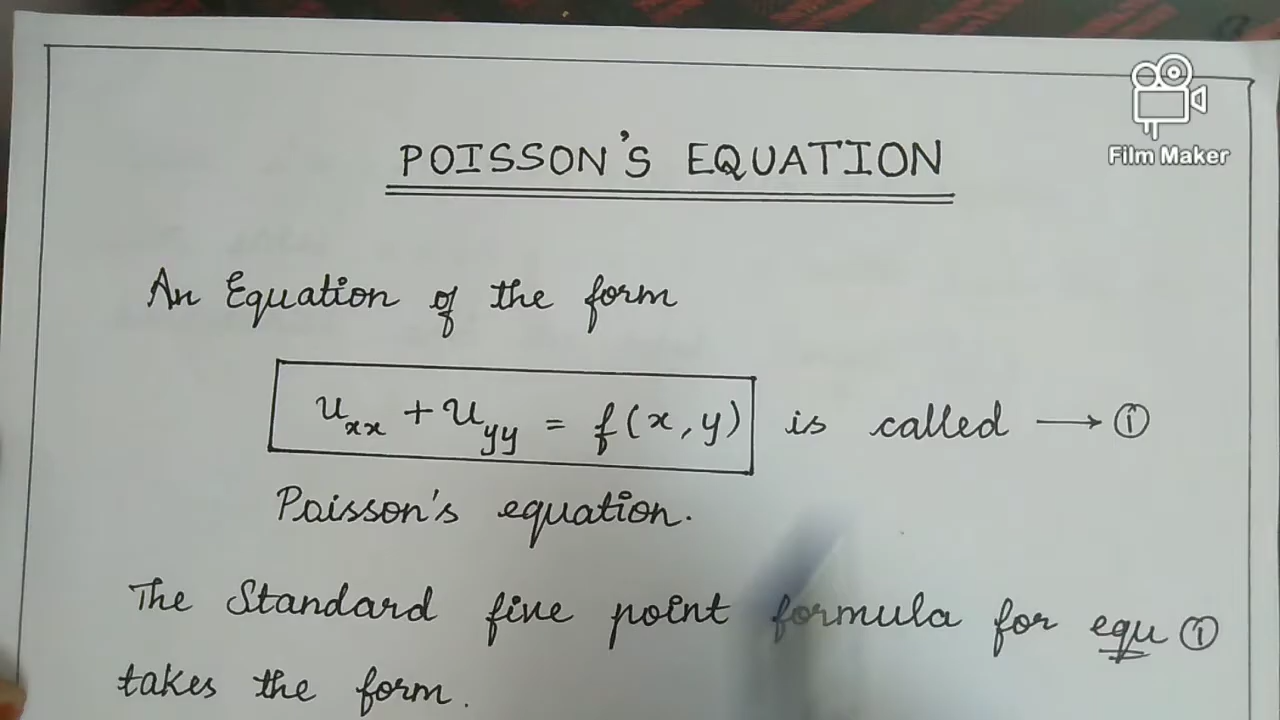 Film Maker
POISSON'S EQUATION
An Equation of the form
u_xx + u_yy = f(x, y) is called → ①
Poisson's equation.
The Standard five point formula for equ ①
takes the form.